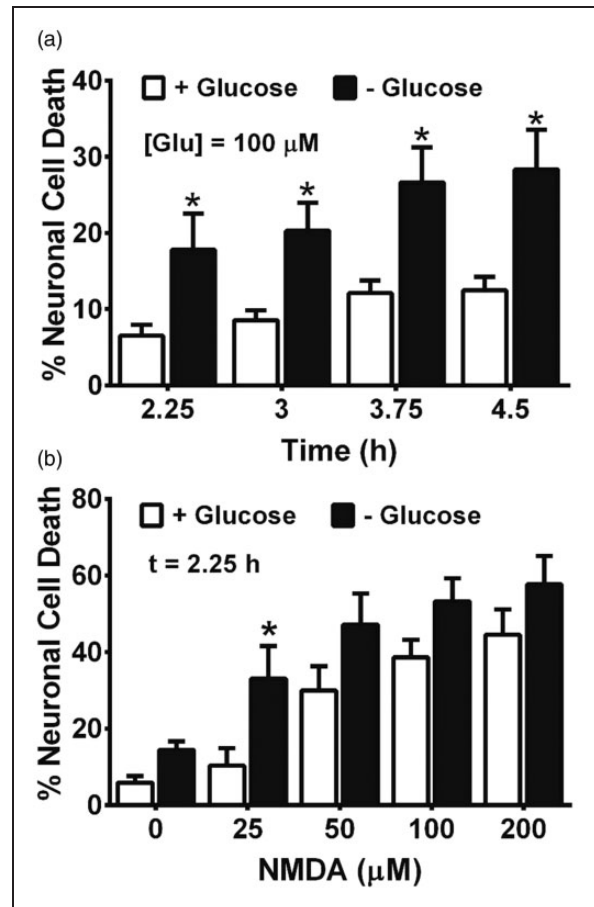 (a)
40
30
20
10
0
% Neuronal Cell Death
+ Glucose - Glucose
[Glu] = 100 μM
* * * *
2.25 3 3.75 4.5
Time (h)
(b)
80
60
40
20
0
% Neuronal Cell Death
+ Glucose - Glucose
t = 2.25 h
*
0 25 50 100 200
NMDA (μM)